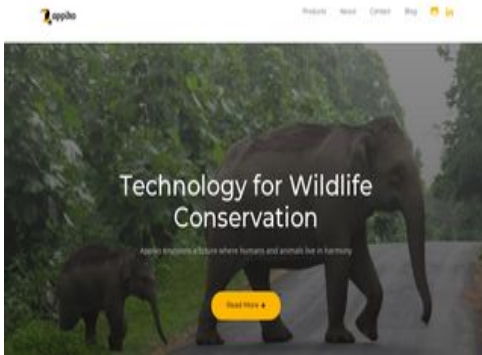 appiko
Products About Contact Blog
Technology for Wildlife
Conservation
Appiko envisions a future where humans and animals live in harmony
Read More